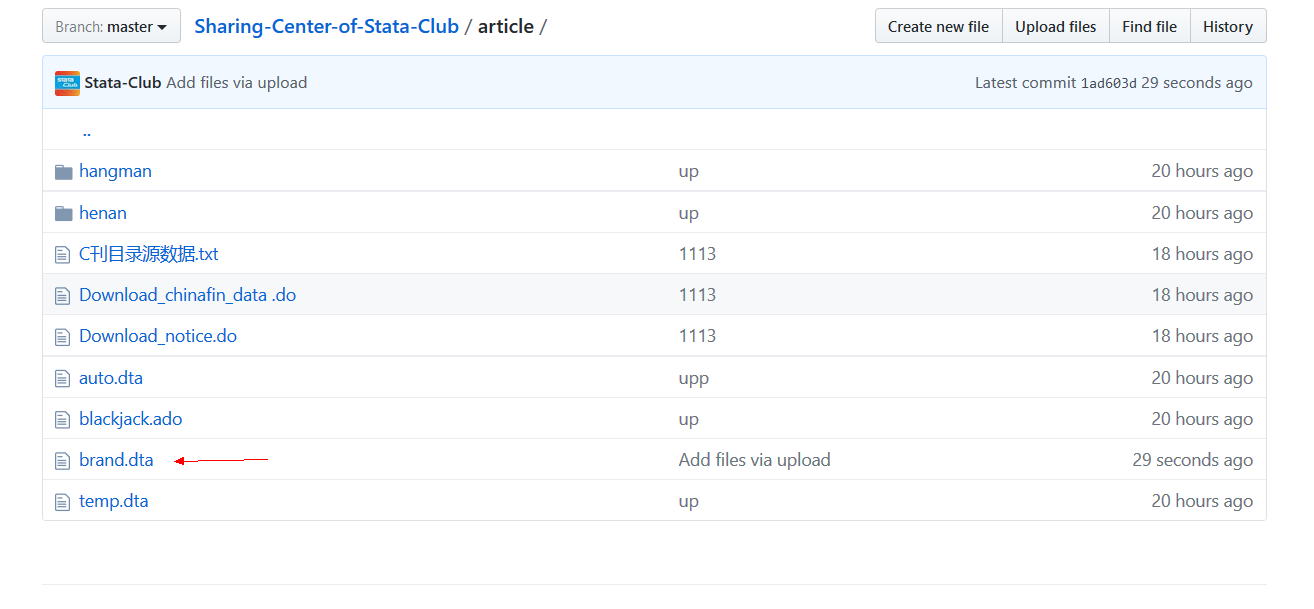 Branch: master
Sharing-Center-of-Stata-Club / article /
Create new file Upload files Find file History
stata Club
Stata-Club Add files via upload
Latest commit 1ad603d 29 seconds ago
..
hangman up 20 hours ago
henan up 20 hours ago
C刊目录源数据.txt 1113 18 hours ago
Download_chinafin_data .do 1113 18 hours ago
Download_notice.do 1113 18 hours ago
auto.dta upp 20 hours ago
blackjack.ado up 20 hours ago
brand.dta Add files via upload 29 seconds ago
temp.dta up 20 hours ago